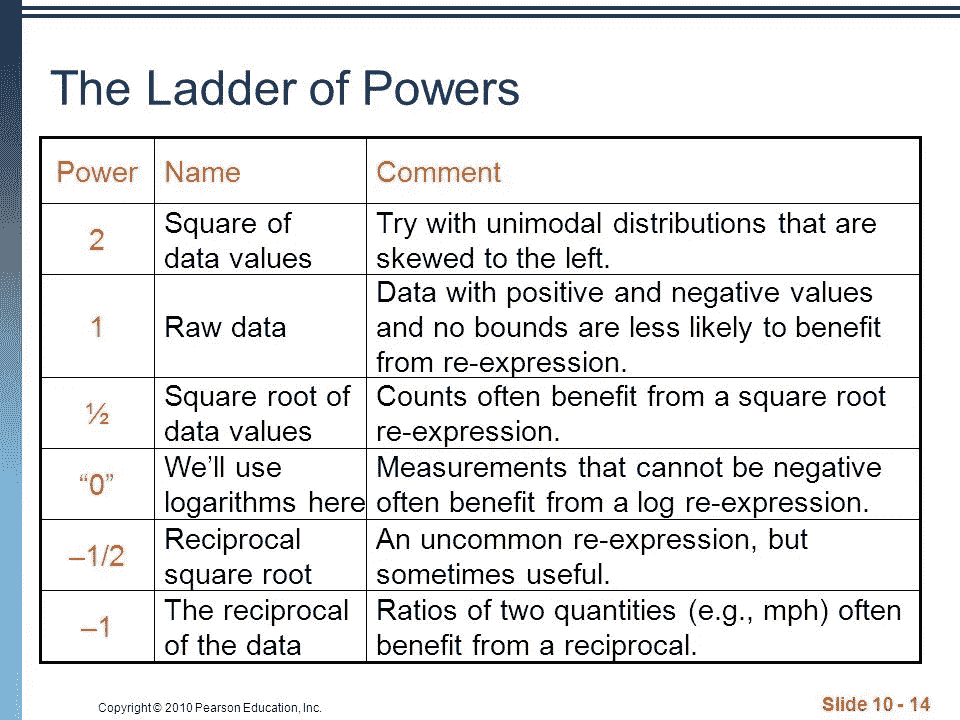 The Ladder of Powers
Power Name Comment
2
Square of
data values
Try with unimodal distributions that are
skewed to the left.
1
Raw data
Data with positive and negative values
and no bounds are less likely to benefit
from re-expression.
½
Square root of
data values
Counts often benefit from a square root
re-expression.
“0”
We’ll use
logarithms here
Measurements that cannot be negative
often benefit from a log re-expression.
–1/2
Reciprocal
square root
An uncommon re-expression, but
sometimes useful.
–1
The reciprocal
of the data
Ratios of two quantities (e.g., mph) often
benefit from a reciprocal.
Copyright © 2010 Pearson Education, Inc.
Slide 10 - 14